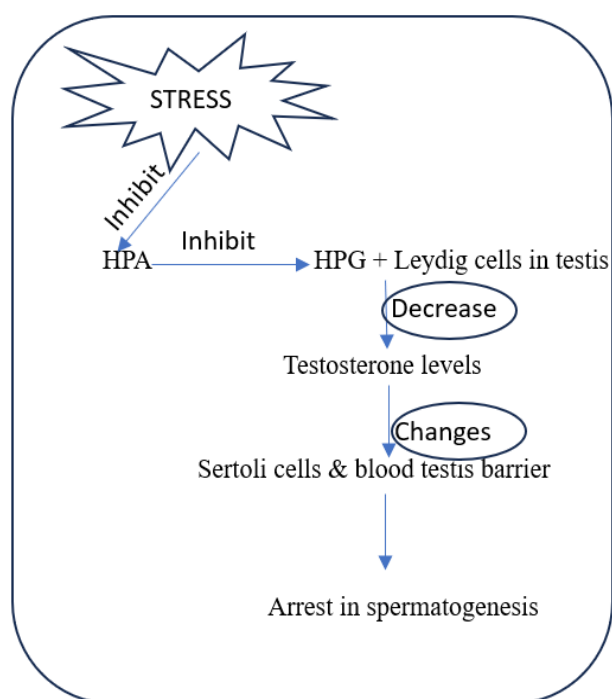 STRESS
Inhibit
HPA
Inhibit
HPG + Leydig cells in testis
Decrease
Testosterone levels
Changes
Sertoli cells & blood testis barrier
Arrest in spermatogenesis